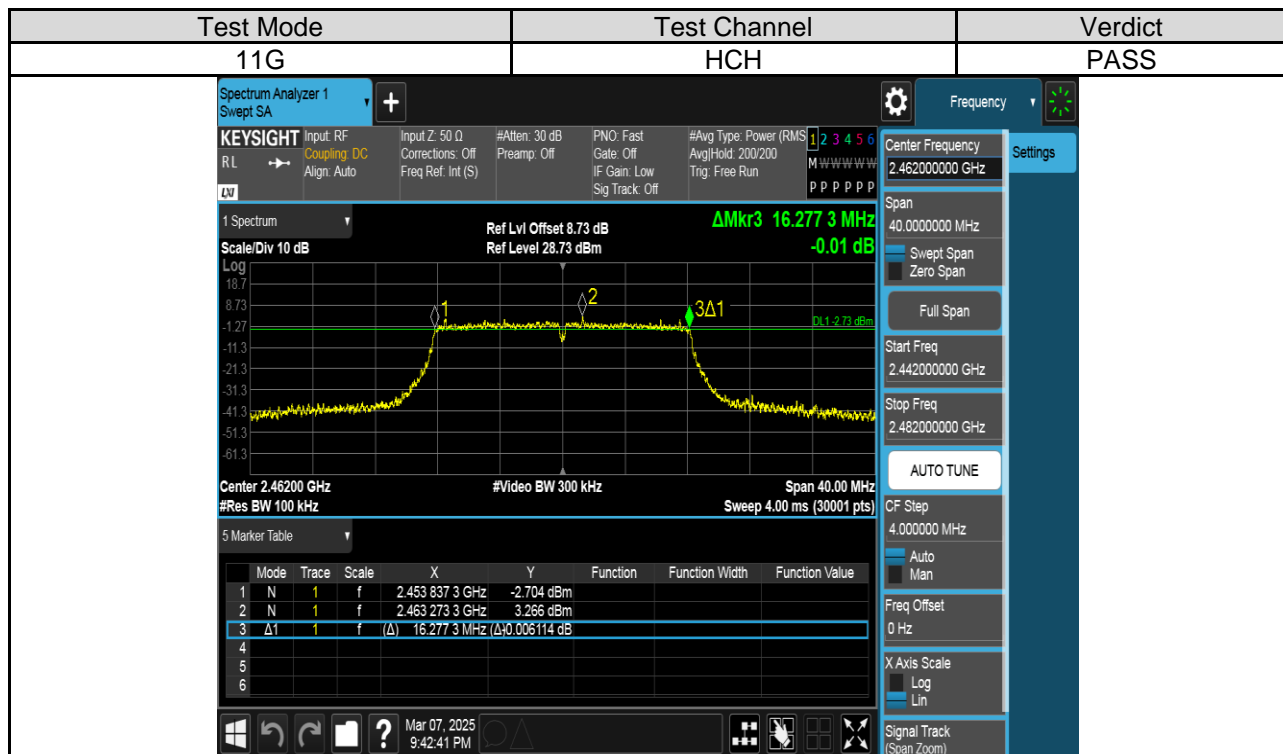 Test Mode Test Channel Verdict
11G HCH PASS
Spectrum Analyzer 1
Swept SA
+
Frequency
KEYSIGHT
R L
LXI
Input: RF
Coupling: DC
Align: Auto
Input Z: 50 Ω
Corrections: Off
Freq Ref: Int (S)
#Atten: 30 dB
Preamp: Off
PNO: Fast
Gate: Off
IF Gain: Low
Sig Track: Off
#Avg Type: Power (RMS
Avg|Hold: 200/200
Trig: Free Run
1 2 3 4 5 6
M W W W W W
P P P P P P
1 Spectrum
Scale/Div 10 dB
Ref Lvl Offset 8.73 dB
Ref Level 28.73 dBm
ΔMkr3 16.277 3 MHz
-0.01 dB
Log
18.7
8.73
-1.27
-11.3
-21.3
-31.3
-41.3
-51.3
-61.3
1
2
3Δ1
DL1 -2.73 dBm
Center 2.46200 GHz #Video BW 300 kHz Span 40.00 MHz
#Res BW 100 kHz Sweep 4.00 ms (30001 pts)
5 Marker Table
Mode Trace Scale X Y Function Function Width Function Value
1 N 1 f 2.453 837 3 GHz -2.704 dBm
2 N 1 f 2.463 273 3 GHz 3.266 dBm
3 Δ1 1 f (Δ) 16.277 3 MHz (Δ) -0.006114 dB
4
5
6
?
Mar 07, 2025
9:42:41 PM
Center Frequency
2.462000000 GHz
Settings
Span
40.0000000 MHz
Swept Span
Zero Span
Full Span
Start Freq
2.442000000 GHz
Stop Freq
2.482000000 GHz
AUTO TUNE
CF Step
4.000000 MHz
Auto
Man
Freq Offset
0 Hz
X Axis Scale
Log
Lin
Signal Track
(Span Zoom)